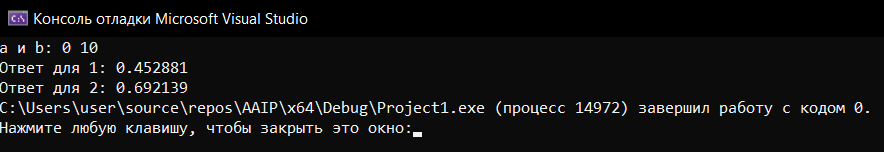 Консоль отладки Microsoft Visual Studio
a и b: 0 10
Ответ для 1: 0.452881
Ответ для 2: 0.692139
C:\Users\user\source\repos\AAIP\x64\Debug\Project1.exe (процесс 14972) завершил работу с кодом 0.
Нажмите любую клавишу, чтобы закрыть это окно: